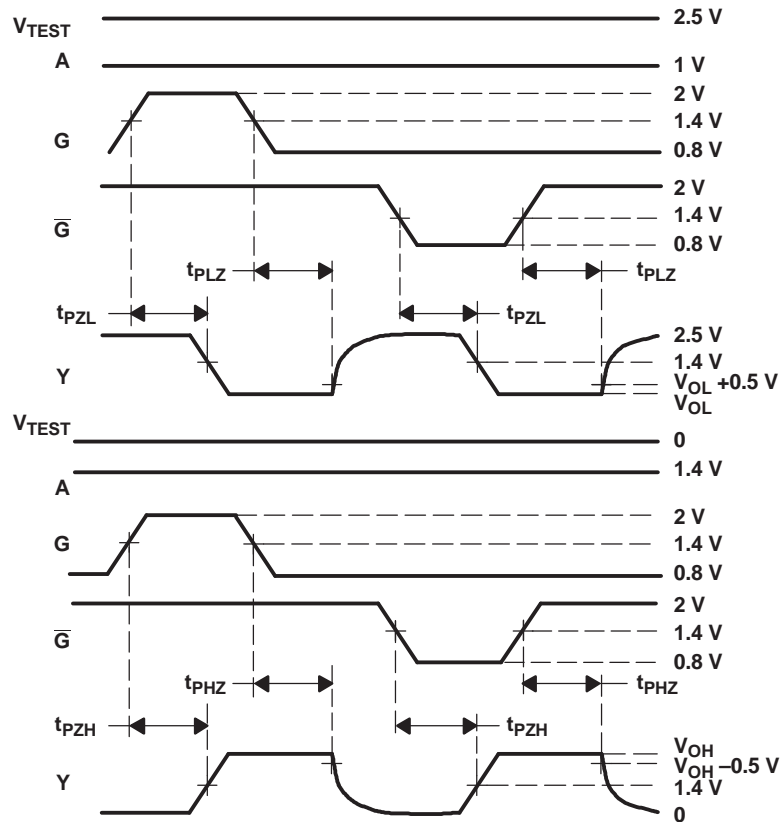 VTEST 2.5 V
A 1 V
2 V
1.4 V
G
0.8 V
2 V
1.4 V
G
0.8 V
tPLZ tPLZ
tPZL tPZL
2.5 V
1.4 V
Y
VOL +0.5 V
VOL
VTEST
0
1.4 V
A
2 V
G 1.4 V
0.8 V
2 V
1.4 V
G
0.8 V
tPHZ tPHZ
tPZH tPZH
VOH
VOH –0.5 V
Y 1.4 V
0